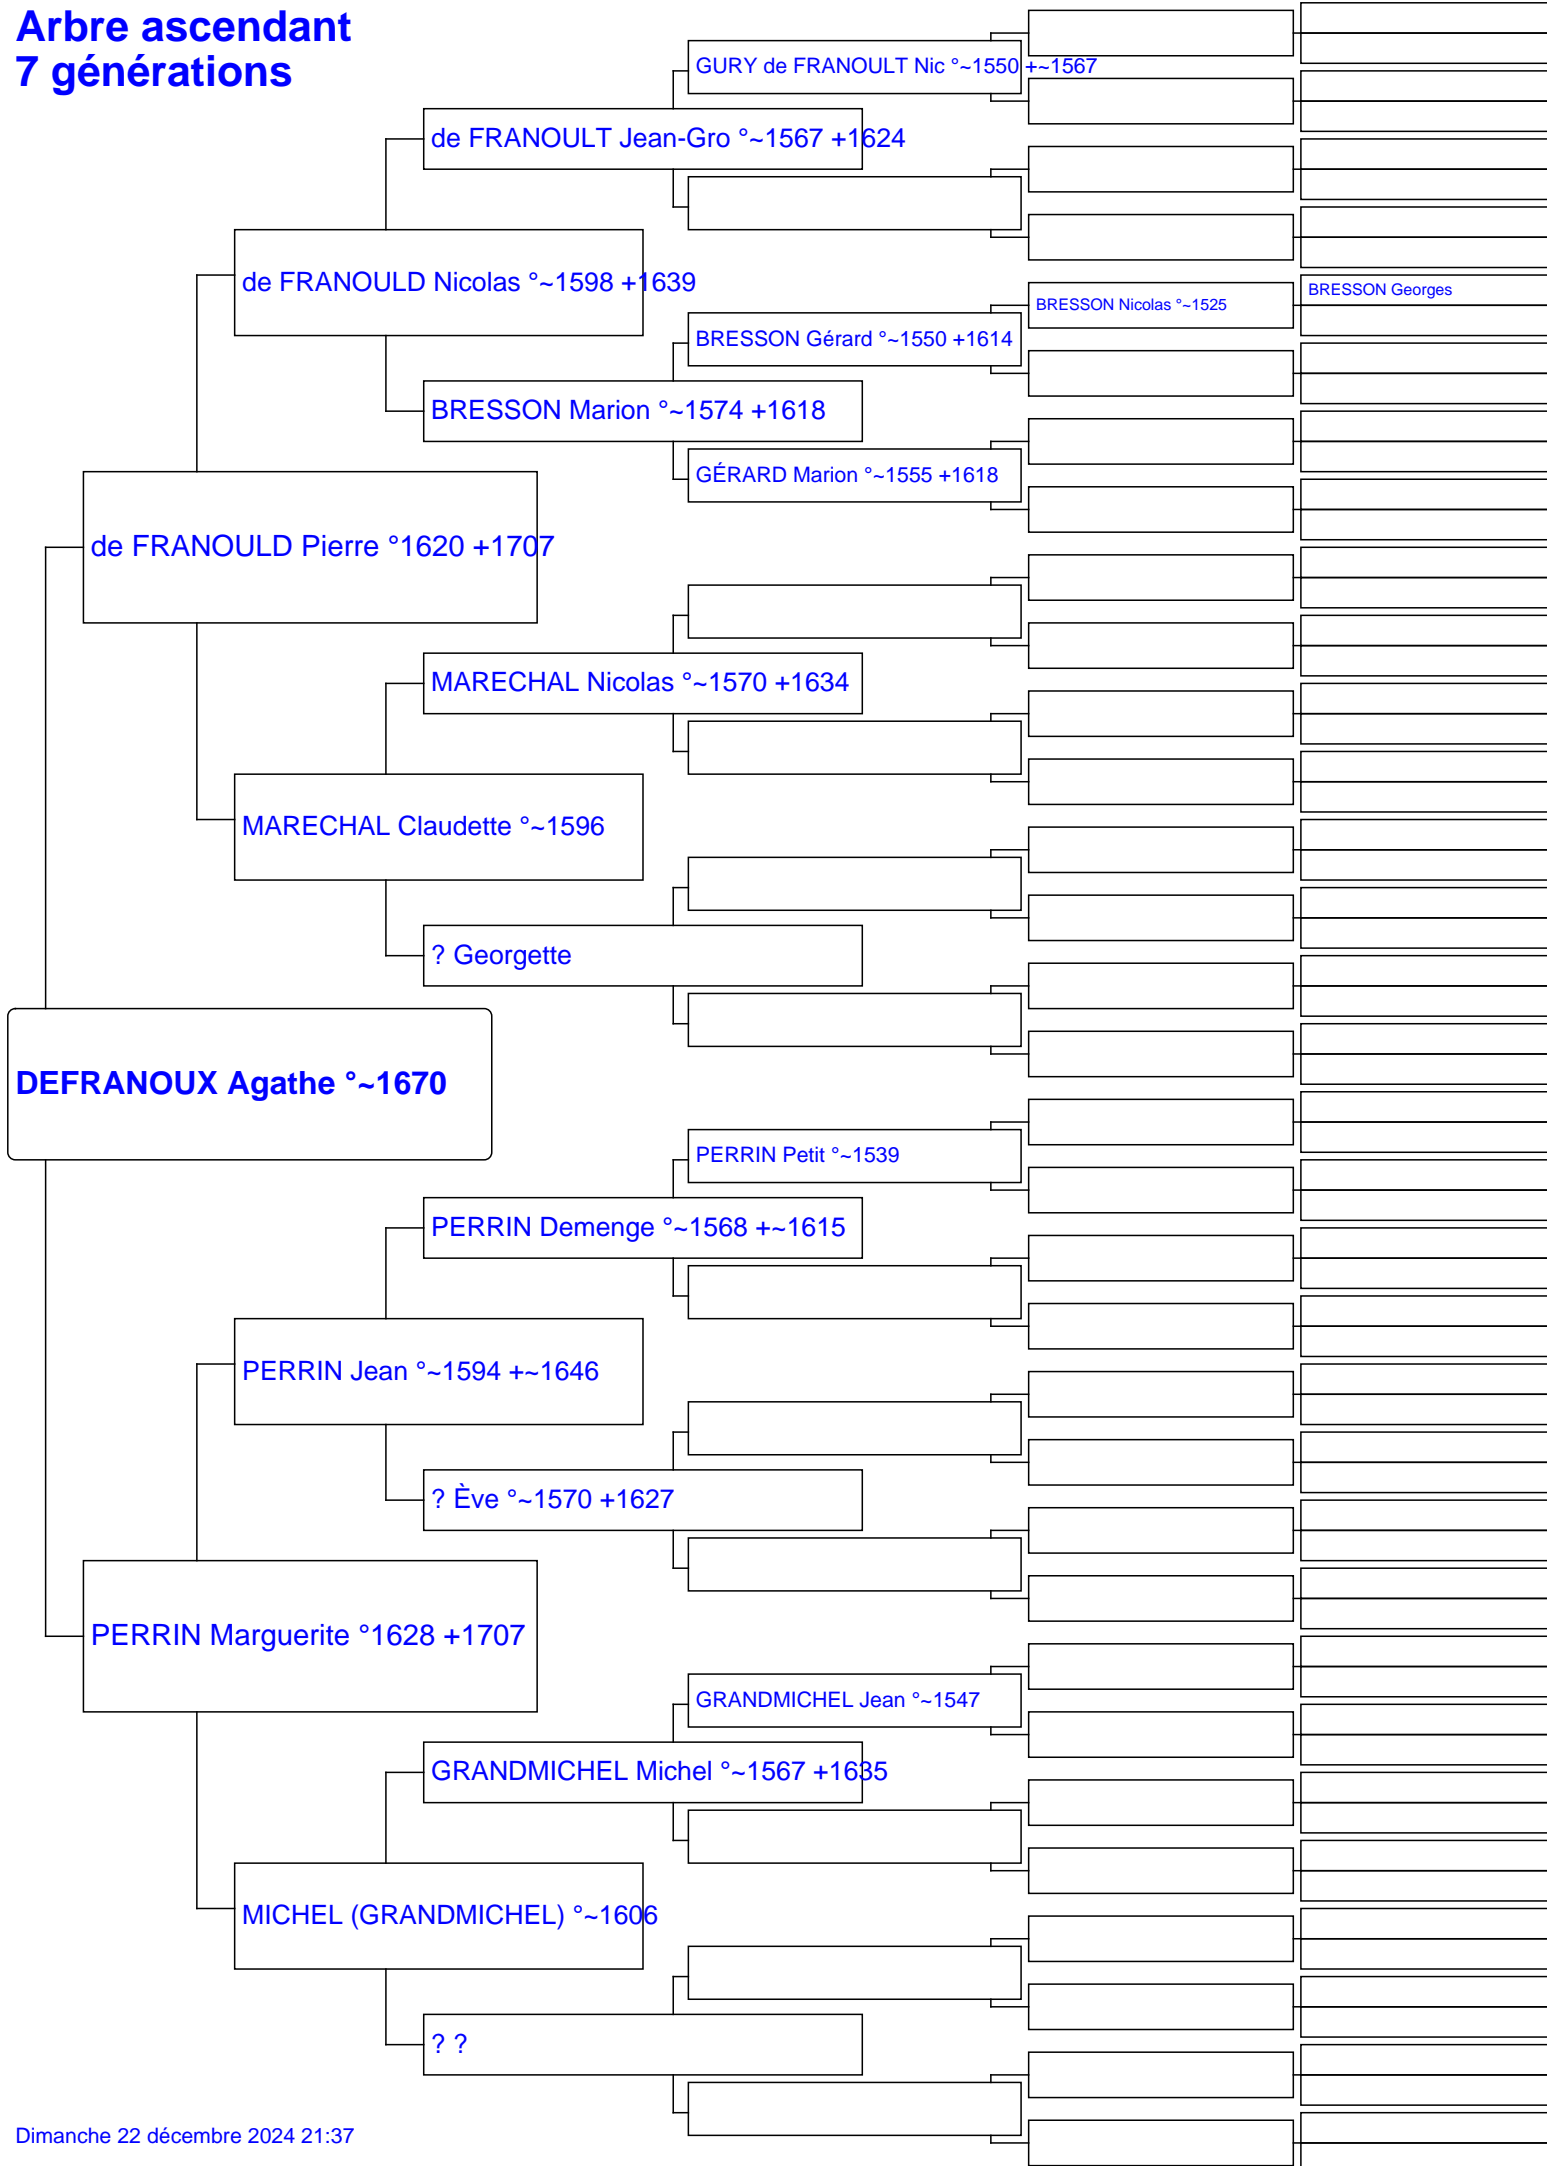 Arbre ascendant
7 générations
GURY de FRANOULT Nic °~1550 +~1567
de FRANOULT Jean-Gro °~1567 +1624
de FRANOULD Nicolas °~1598 +1639
BRESSON Georges
BRESSON Nicolas °~1525
BRESSON Gérard °~1550 +1614
BRESSON Marion °~1574 +1618
GÉRARD Marion °~1555 +1618
de FRANOULD Pierre °1620 +1707
MARECHAL Nicolas °~1570 +1634
MARECHAL Claudette °~1596
? Georgette
DEFRANOUX Agathe °~1670
PERRIN Petit °~1539
PERRIN Demenge °~1568 +~1615
PERRIN Jean °~1594 +~1646
? Ève °~1570 +1627
PERRIN Marguerite °1628 +1707
GRANDMICHEL Jean °~1547
GRANDMICHEL Michel °~1567 +1635
MICHEL (GRANDMICHEL) °~1606
? ?
Dimanche 22 décembre 2024 21:37